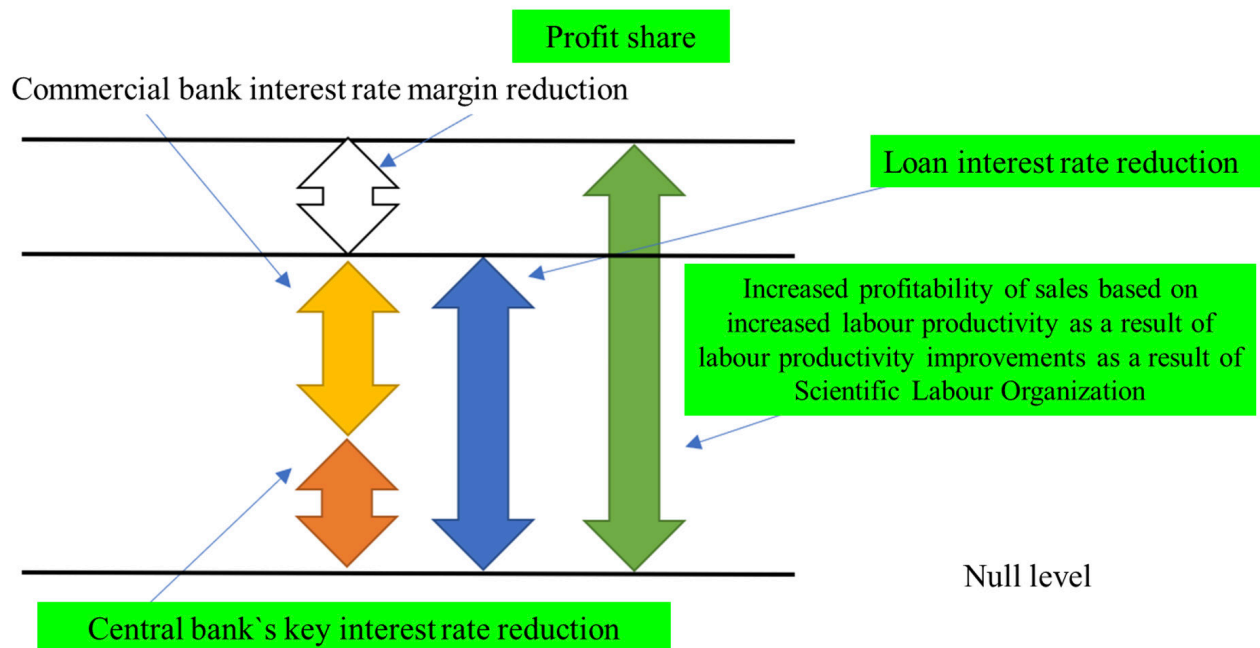 Profit share
Commercial bank interest rate margin reduction
Loan interest rate reduction
Increased profitability of sales based on
increased labour productivity as a result of
labour productivity improvements as a result of
Scientific Labour Organization
Null level
Central bank`s key interest rate reduction